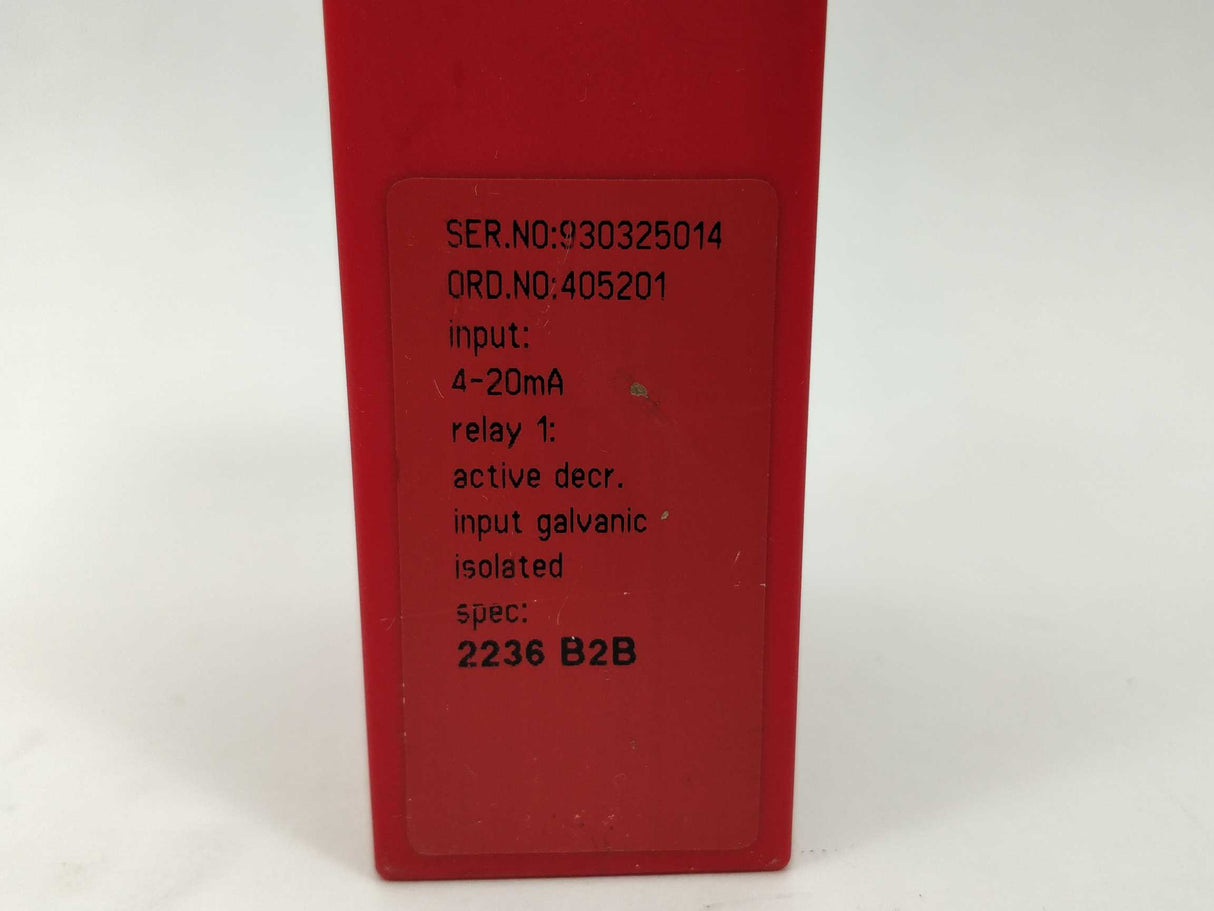 SER.NO:930325014
ORD.NO:405201
input:
4-20mA
relay 1:
active decr.
input galvanic
isolated
spec:
2236 B2B